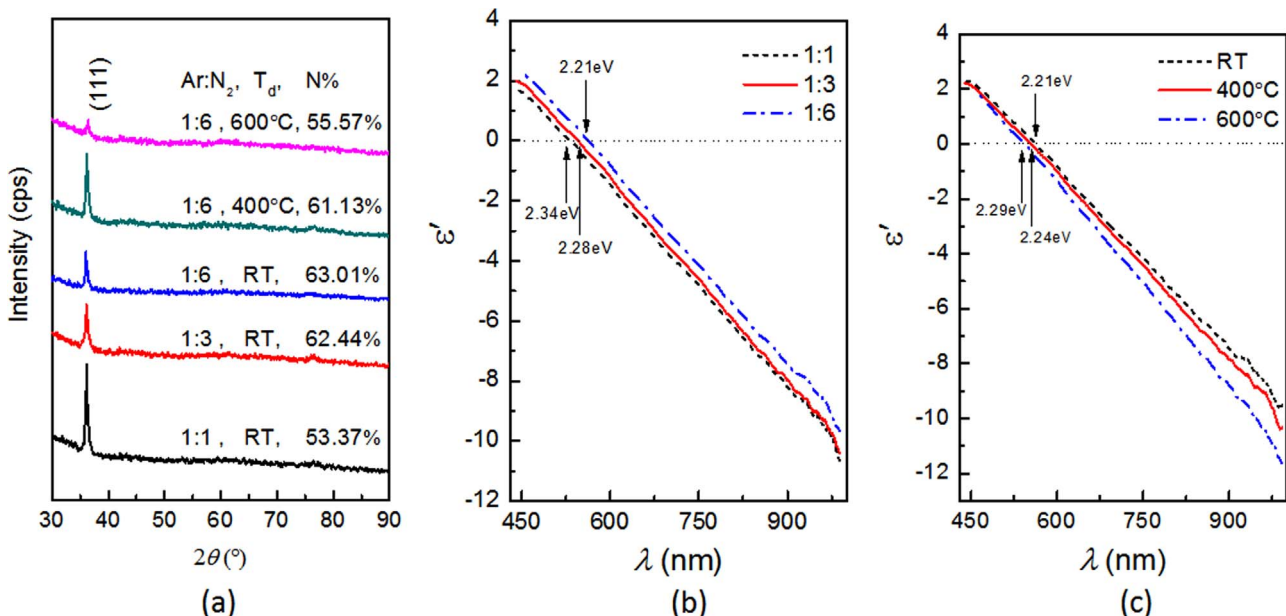 (111)
Ar:N2, Td, N%
1:6 , 600°C, 55.57%
1:6 , 400°C, 61.13%
1:6 , RT, 63.01%
1:3 , RT, 62.44%
1:1 , RT, 53.37%
Intensity (cps)
30 40 50 60 70 80 90
2θ (°)
(a)
4
2
0
-2
-4
-6
-8
-10
-12
ε′
1:1
1:3
1:6
2.21eV
2.34eV
2.28eV
450 600 750 900
λ (nm)
(b)
4
2
0
-2
-4
-6
-8
-10
-12
ε′
RT
400°C
600°C
2.21eV
2.29eV
2.24eV
450 600 750 900
λ (nm)
(c)